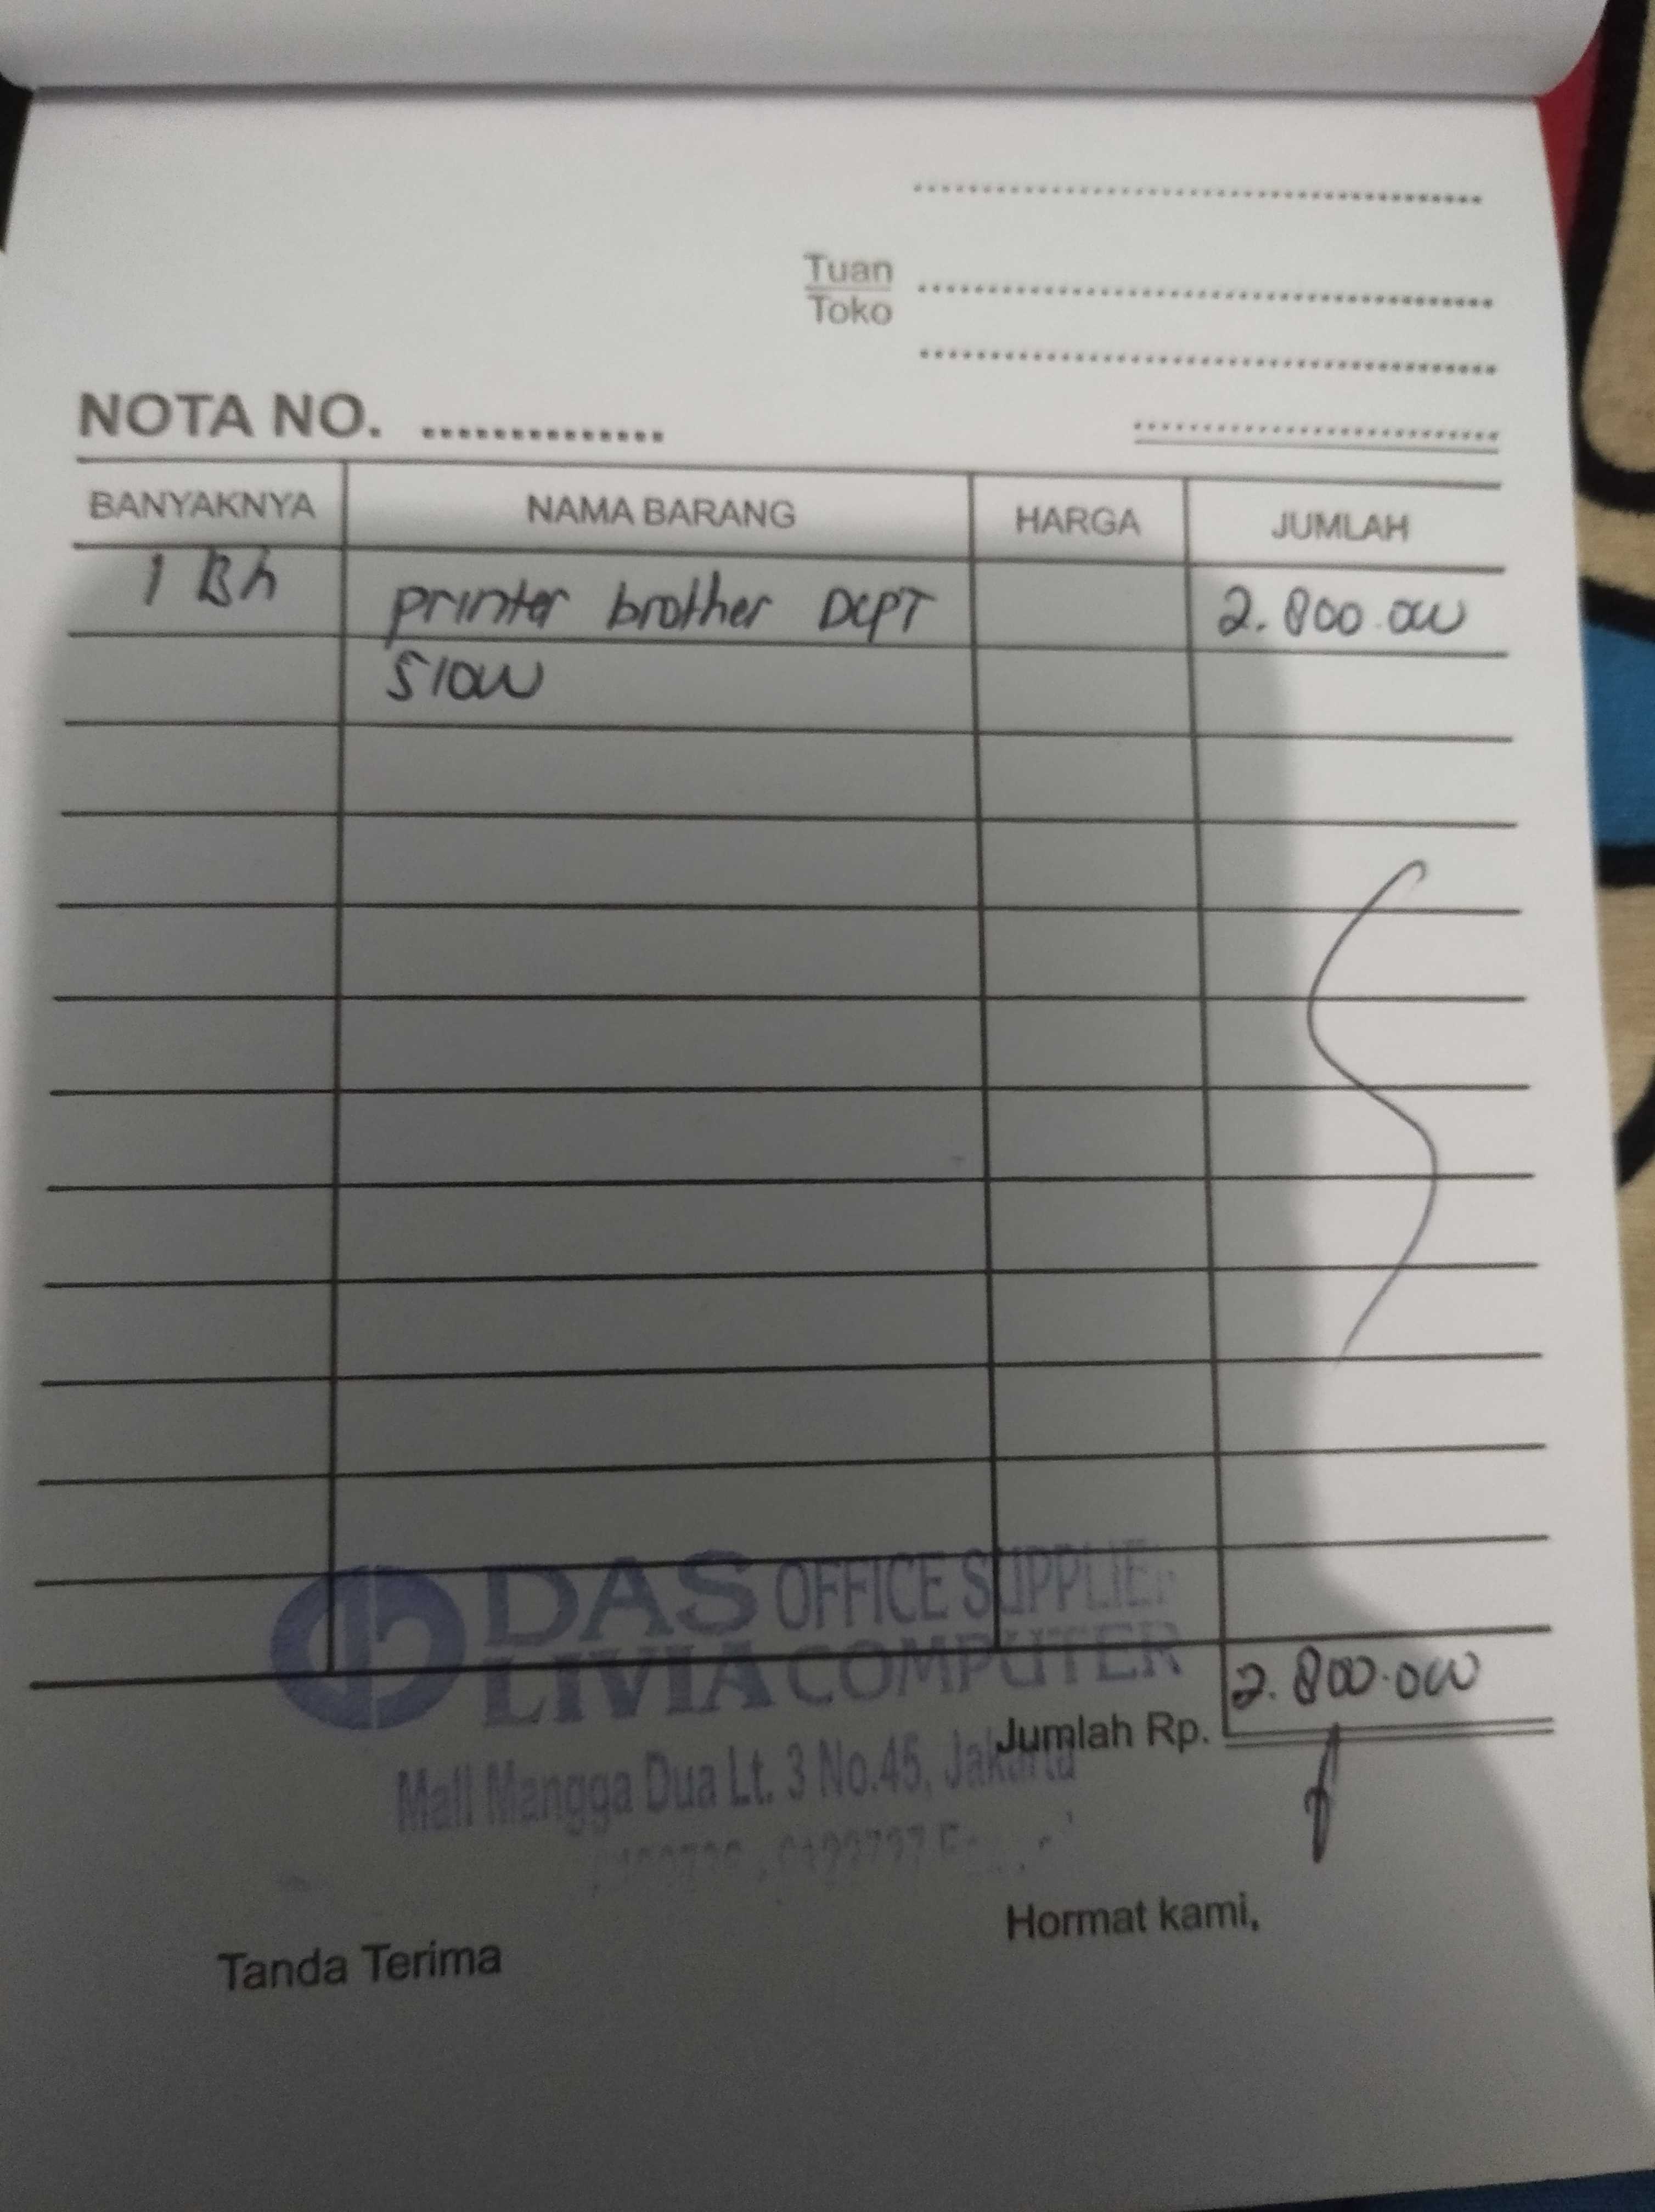 Tuan
Toko
NOTA NO.
BANYAKNYA NAMA BARANG HARGA JUMLAH
1 Bh printer brother DCPT 2.800.000
510W
DAS OFFICE SUPPLIES
LIVIA COMPUTER
2.800.000
Jumlah Rp.
Mall Mangga Dua Lt. 3 No.45, Jakarta
Hormat kami,
Tanda Terima